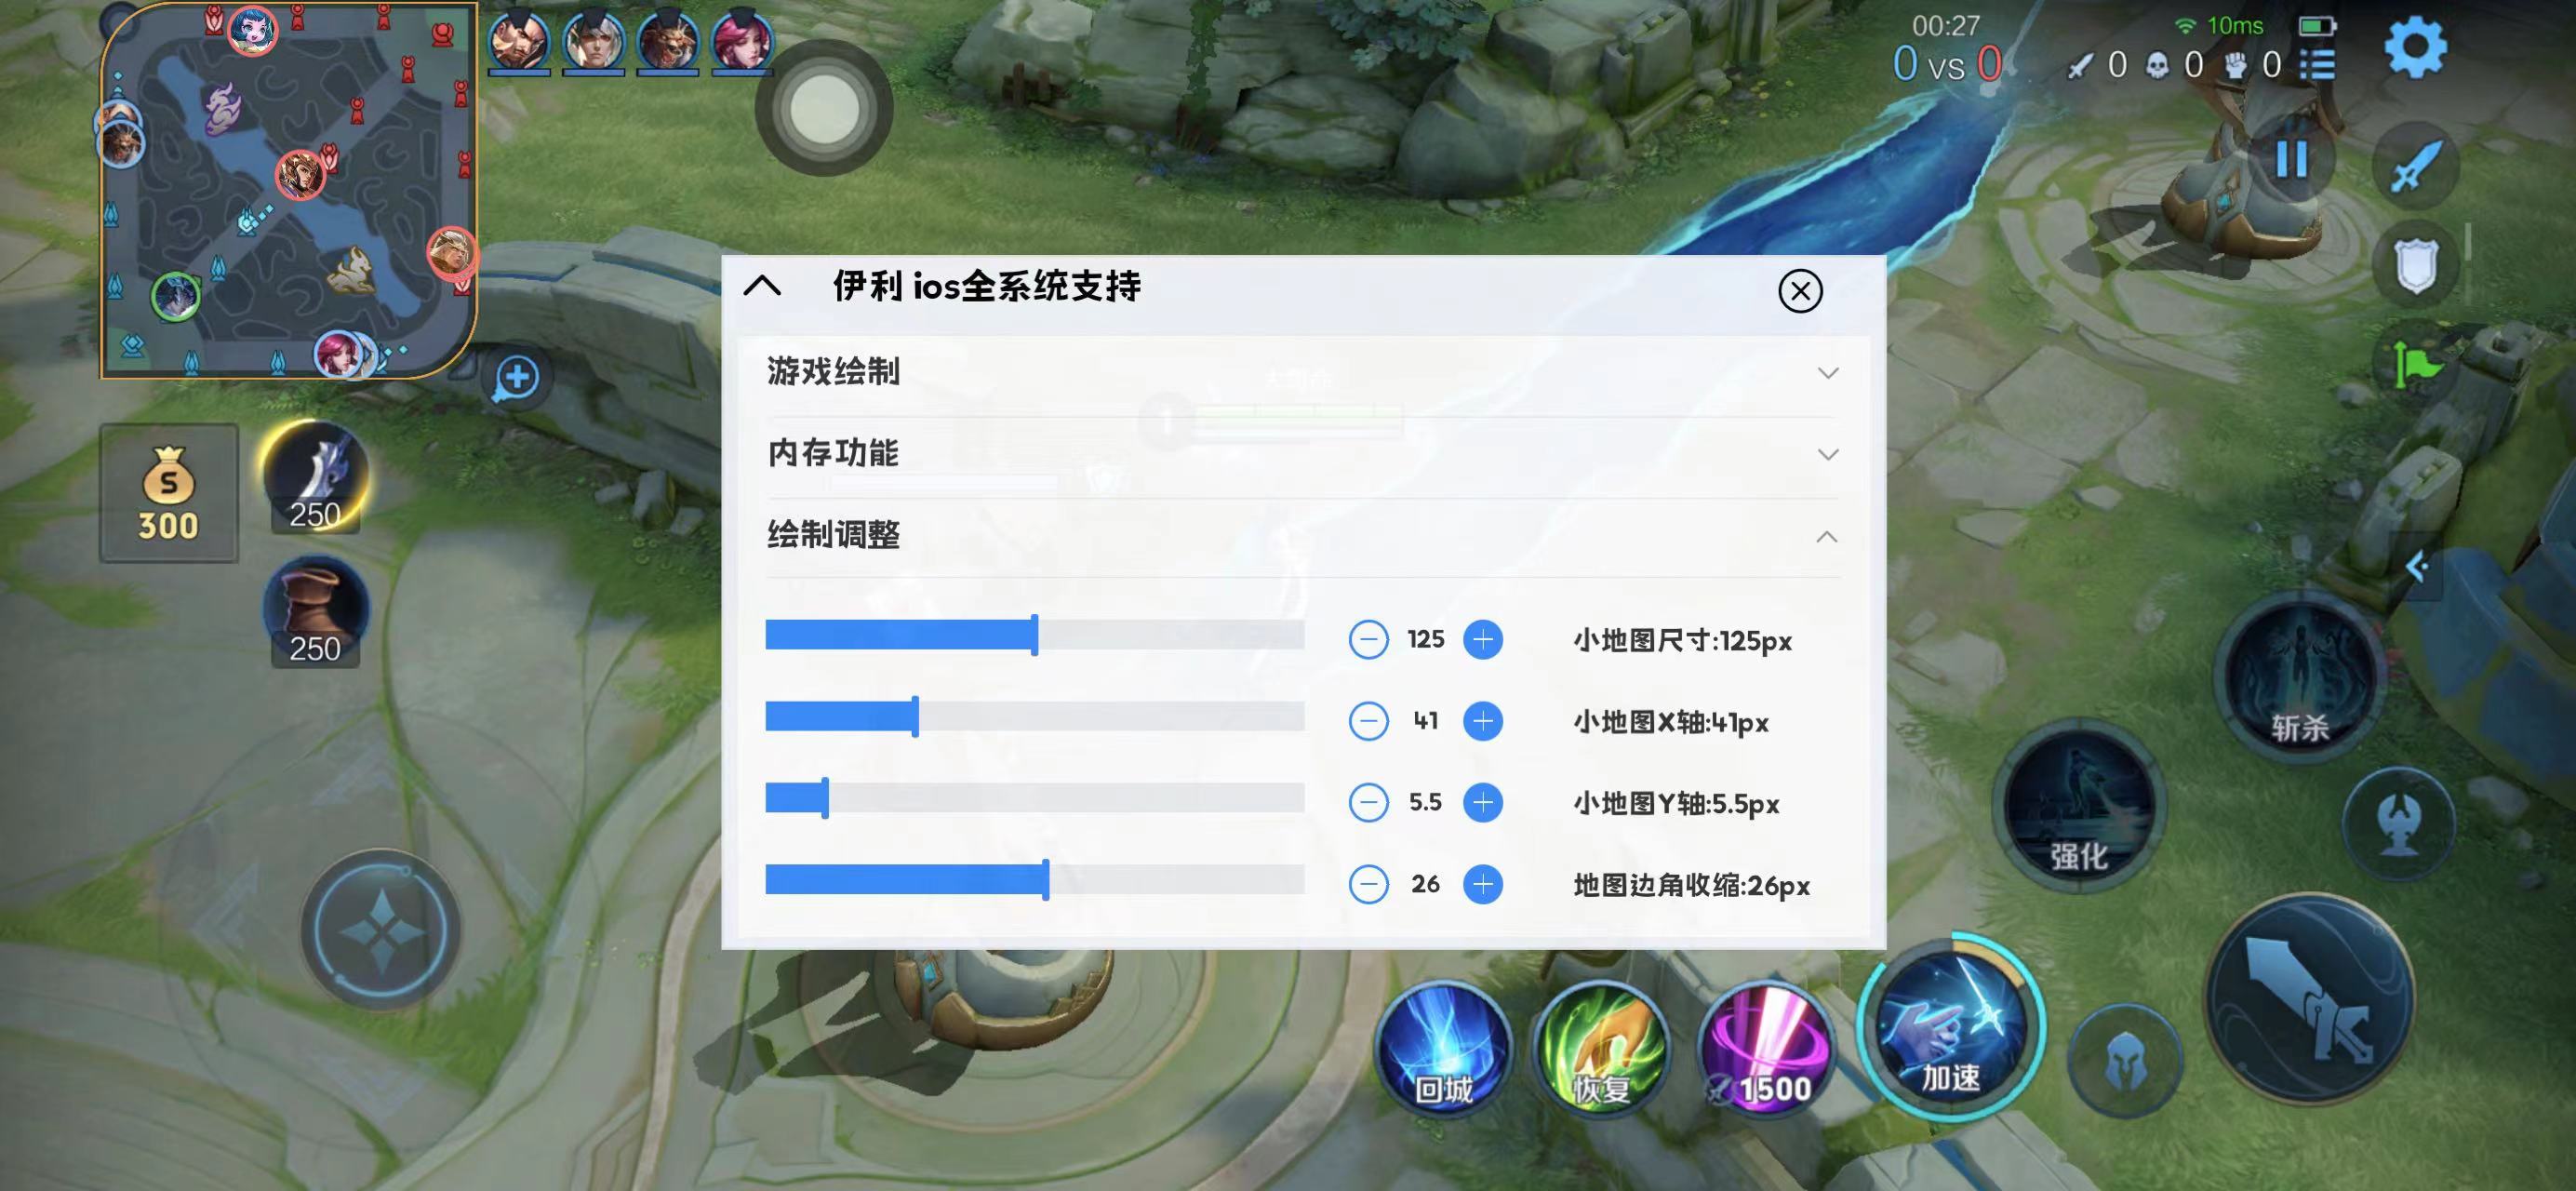 00:27
10ms
0 VS 0
0
0
0
伊利 ios全系统支持
游戏绘制
内存功能
绘制调整
S
300
250
250
125
小地图尺寸:125px
41
小地图X轴:41px
5.5
小地图Y轴:5.5px
26
地图边角收缩:26px
斩杀
强化
回城
恢复
1500
加速